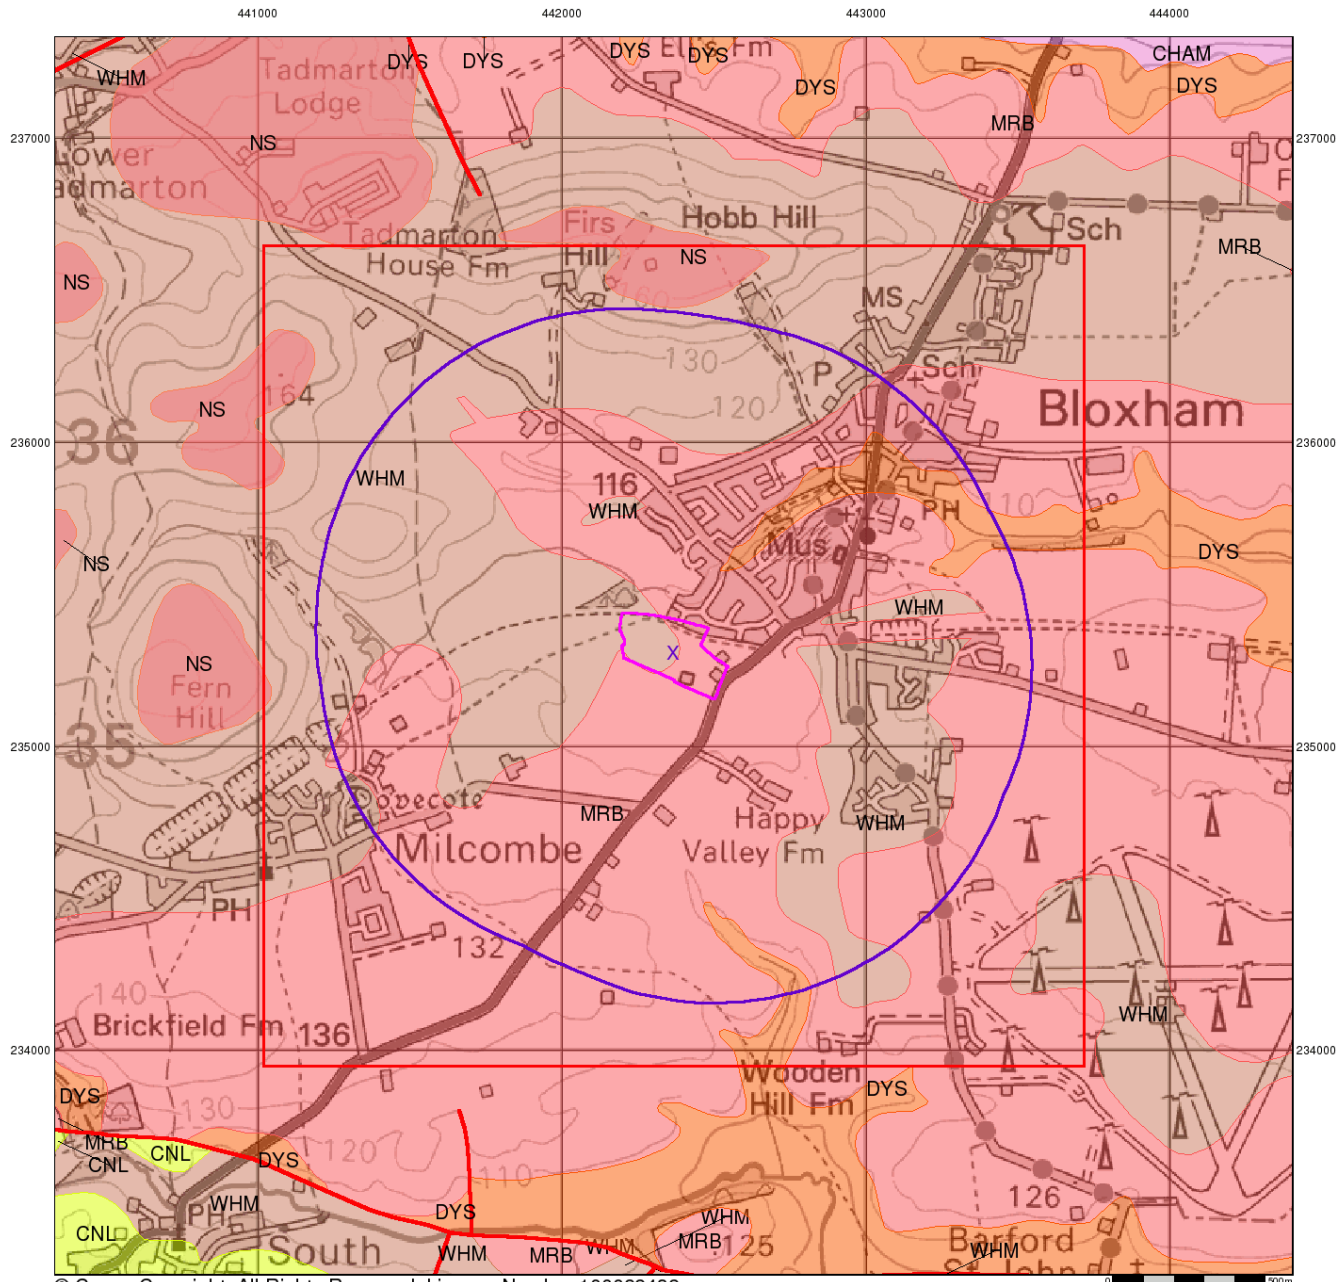 441000 442000 443000 444000
WHM
DYS
DYS
DYS
DYS
DYS
CHAM
DYS
Tadmarton
Lodge
NS
MRB
237000
237000
Lower
admarton
Firs
Hill
Hobb Hill
Sch
Tadmarton
House Fm
NS
MRB
NS
160
MS
130
P
Sch
164
NS
120
Bloxham
36
236000
236000
WHM
116
WHM
110
PH
Mus
DYS
NS
WHM
NS
Fern
Hill
X
35
235000
235000
Dovecote
MRB
Happy
Valley Fm
WHM
Milcombe
PH
132
140
Brickfield Fm
136
WHM
234000
234000
Wooden
Hill Fm
DYS
DYS
130
120
MRB
CNL
CNL
DYS
110
126
WHM
PH
DYS
WHM
CNL
South
WHM
MRB
WHM
MRB
125
Barford
WHM
St John
500m